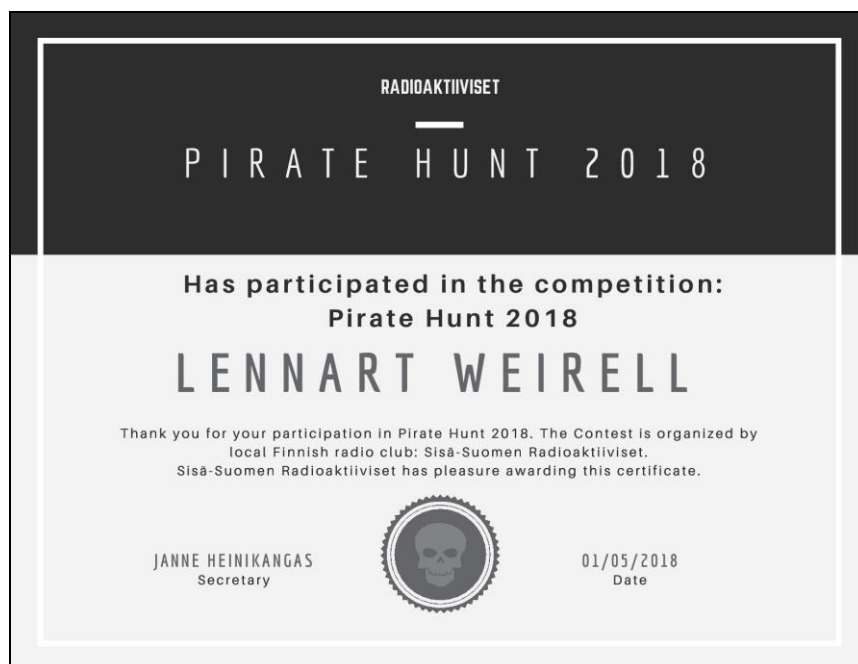 RADIOAKTIIVISET
PIRATE HUNT 2018
Has participated in the competition:
Pirate Hunt 2018
LENNART WEIRELL
Thank you for your participation in Pirate Hunt 2018. The Contest is organized by
local Finnish radio club: Sisä-Suomen Radioaktiiviset.
Sisä-Suomen Radioaktiiviset has pleasure awarding this certificate.
JANNE HEINIKANGAS
Secretary
01/05/2018
Date